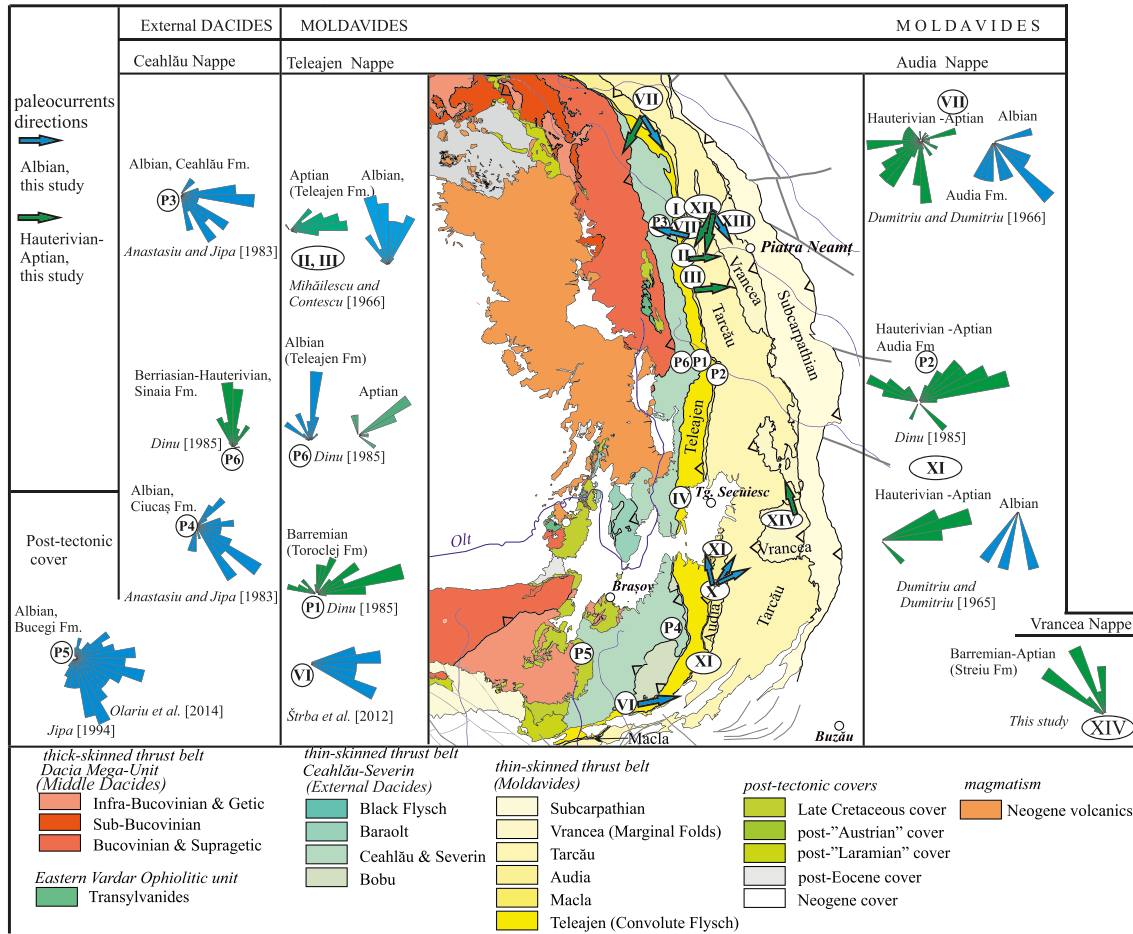 External DACIDES
MOLDAVIDES
M O L D A V I D E S
Ceahlău Nappe
Teleajen Nappe
Audia Nappe
paleocurrents
directions
Albian,
this study
Hauterivian-
Aptian,
this study
Albian, Ceahlău Fm.
P3
Anastasiu and Jipa [1983]
Berriasian-Hauterivian,
Sinaia Fm.
Dinu [1985]
P6
Albian,
Ciucaș Fm.
P4
Anastasiu and Jipa [1983]
Post-tectonic
cover
Albian,
Bucegi Fm.
P5
Olariu et al. [2014]
Jipa [1994]
Aptian
(Teleajen Fm.)
Albian,
II, III
Mihăilescu and
Contescu [1966]
Albian
(Teleajen Fm)
Aptian
P6
Dinu [1985]
Barremian
(Toroclej Fm)
P1
Dinu [1985]
VI
Štrba et al. [2012]
VII
I
XII
P3
VIII
XIII
II
III
Piatra Neamț
Vrancea
Tarcău
Subcarpathian
P6
P1
P2
Teleajen
IV
Tg. Secuiesc
XIV
Vrancea
Olt
XI
X
Brașov
Audia
Tarcău
P4
P5
XI
VI
Macla
Buzău
VII
Hauterivian -Aptian
Albian
Audia Fm.
Dumitriu and Dumitriu [1966]
Hauterivian -Aptian
Audia Fm
P2
Dinu [1985]
XI
Hauterivian -Aptian
Albian
Dumitriu and
Dumitriu [1965]
Vrancea Nappe
Barremian-Aptian
(Streiu Fm)
This study
XIV
thick-skinned thrust belt
Dacia Mega-Unit
(Middle Dacides)
Infra-Bucovinian & Getic
Sub-Bucovinian
Bucovinian & Supragetic
Eastern Vardar Ophiolitic unit
Transylvanides
thin-skinned thrust belt
Ceahlău-Severin
(External Dacides)
Black Flysch
Baraolt
Ceahlău & Severin
Bobu
thin-skinned thrust belt
(Moldavides)
Subcarpathian
Vrancea (Marginal Folds)
Tarcău
Audia
Macla
Teleajen (Convolute Flysch)
post-tectonic covers
Late Cretaceous cover
post-"Austrian" cover
post-"Laramian" cover
post-Eocene cover
Neogene cover
magmatism
Neogene volcanics